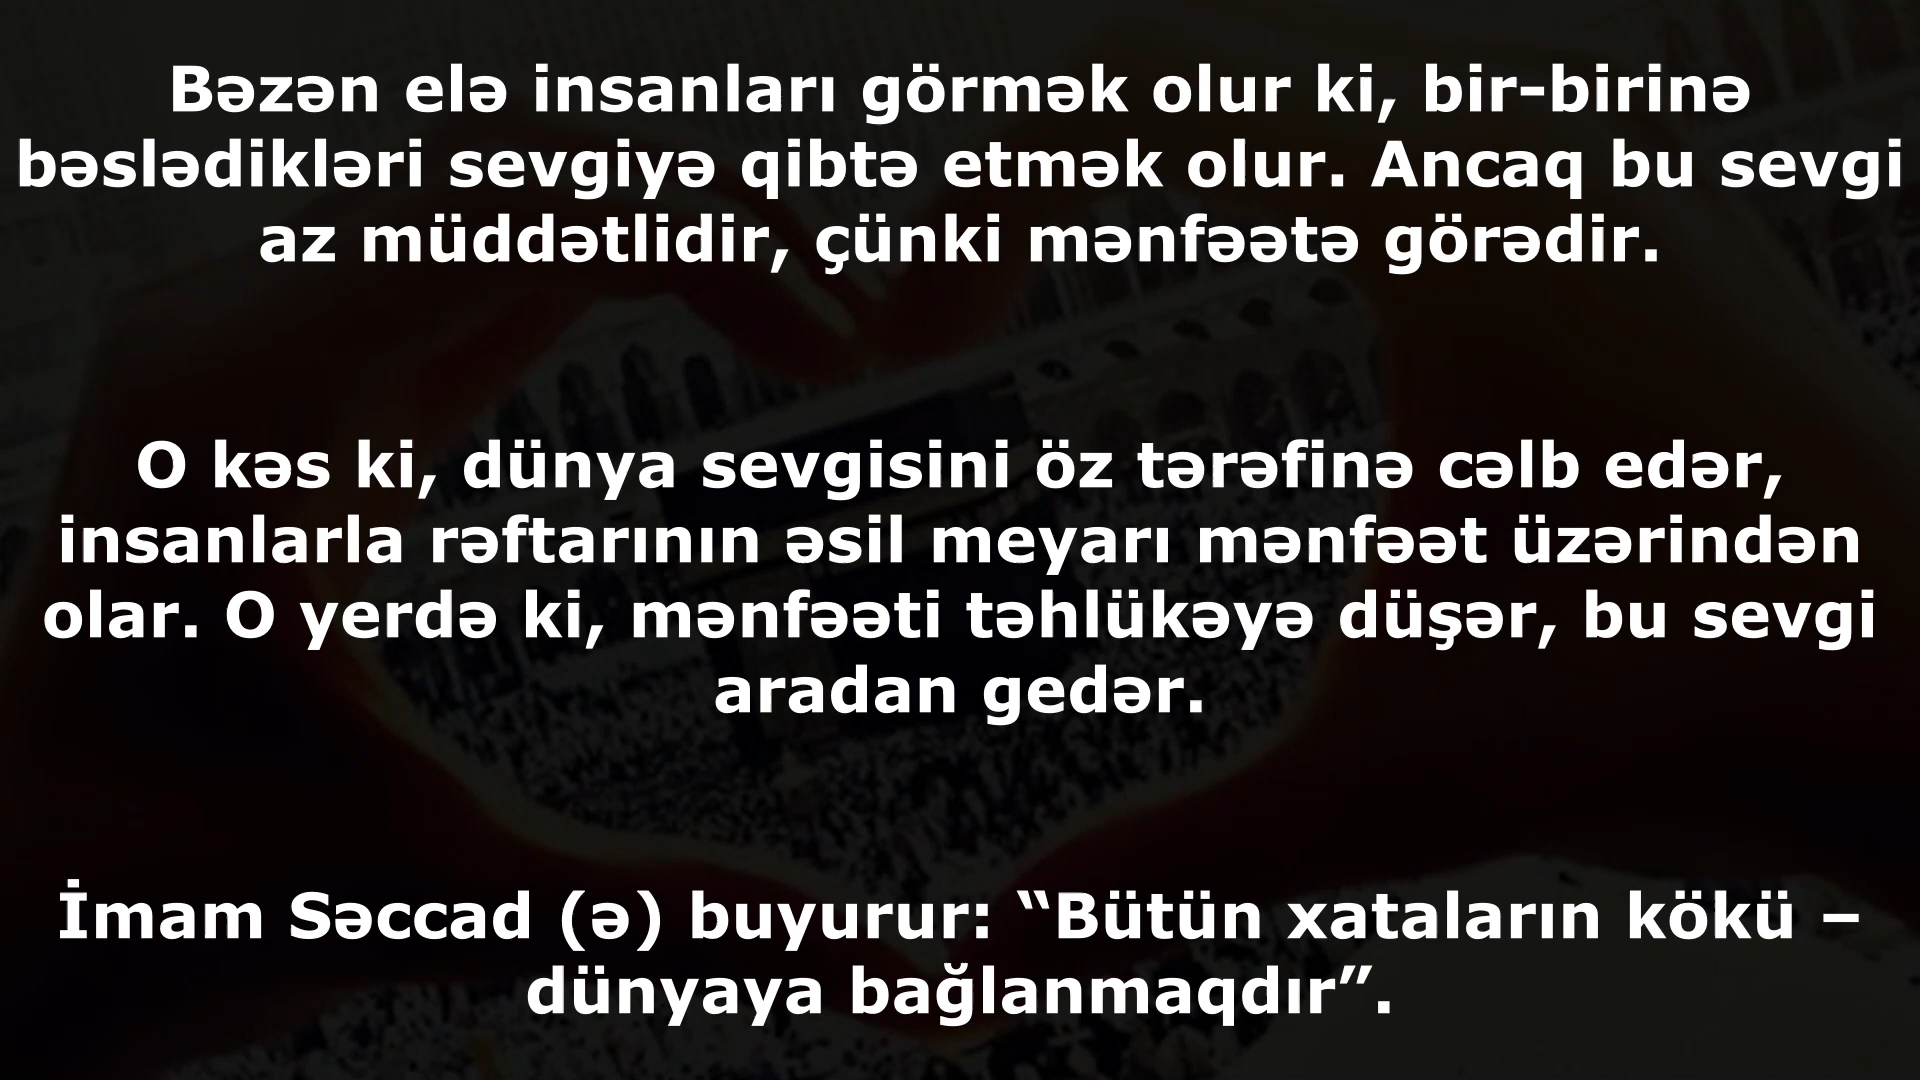 Bəzən elə insanları görmək olur ki, bir-birinə
bəslədikləri sevgiyə qibtə etmək olur. Ancaq bu sevgi
az müddətlidir, çünki mənfəətə görədir.
O kəs ki, dünya sevgisini öz tərəfinə cəlb edər,
insanlarla rəftarının əsil meyarı mənfəət üzərindən
olar. O yerdə ki, mənfəəti təhlükəyə düşər, bu sevgi
aradan gedər.
İmam Səccad (ə) buyurur: “Bütün xataların kökü –
dünyaya bağlanmaqdır”.